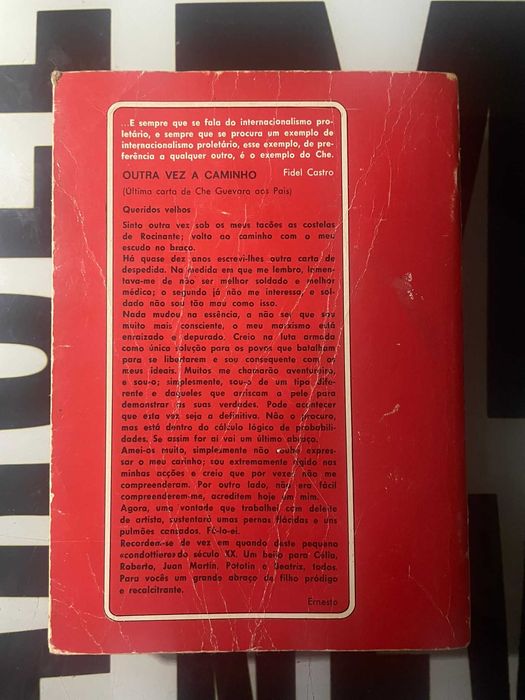 ...E sempre que se fala do internacionalismo pro-
letário, e sempre que se procura um exemplo de
internacionalismo proletário, esse exemplo, de pre-
ferência a qualquer outro, é o exemplo do Che.
Fidel Castro
OUTRA VEZ A CAMINHO
(Última carta de Che Guevara aos Pais)
Queridos velhos
Sinto outra vez sob os meus tacões as costelas
de Rocinante; volto ao caminho com o meu
escudo no braço.
Há quase dez anos escrevi-lhes outra carta de
despedida. Na medida em que me lembro, lamen-
tava-me de não ser melhor soldado e melhor
médico; o segundo já não me interessa, e sol-
dado não sou tão mau como isso.
Nada mudou na essência, a não ser que sou
muito mais consciente, o meu marxismo está
enraizado e depurado. Creio na luta armada
como única solução para os povos que batalham
para se libertarem e sou consequente com os
meus ideais. Muitos me chamarão aventureiro,
e sou-o; simplesmente, sou-o de um tipo dife-
rente e daqueles que arriscam a pele para
demonstrar as suas verdades. Pode acontecer
que esta vez seja a definitiva. Não o procuro,
mas está dentro do cálculo lógico de probabili-
dades. Se assim for aí vai um último abraço.
Amei-os muito, simplesmente não soube expres-
sar o meu carinho; sou extremamente rígido nas
minhas acções e creio que por vezes não me
compreenderam. Por outro lado, não era fácil
compreenderem-me, acreditem hoje em mim.
Agora, uma vontade que trabalhei com deleite
de artista, sustentará umas pernas flácidas e uns
pulmões cansados. Fá-lo-ei.
Recordem-se de vez em quando deste pequeno
«condottiere» do século XX. Um beijo para Célia,
Roberto, Juan Martín, Pototin e Beatriz, todos.
Para vocês um grande abraço de filho pródigo
e recalcitrante.
Ernesto